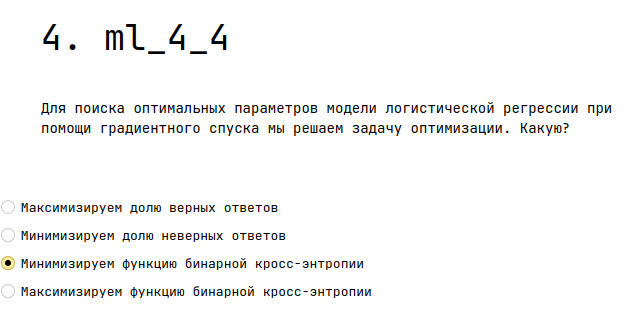 4. ml_4_4
Для поиска оптимальных параметров модели логистической регрессии при
помощи градиентного спуска мы решаем задачу оптимизации. Какую?
Максимизируем долю верных ответов
Минимизируем долю неверных ответов
Минимизируем функцию бинарной кросс-энтропии
Максимизируем функцию бинарной кросс-энтропии